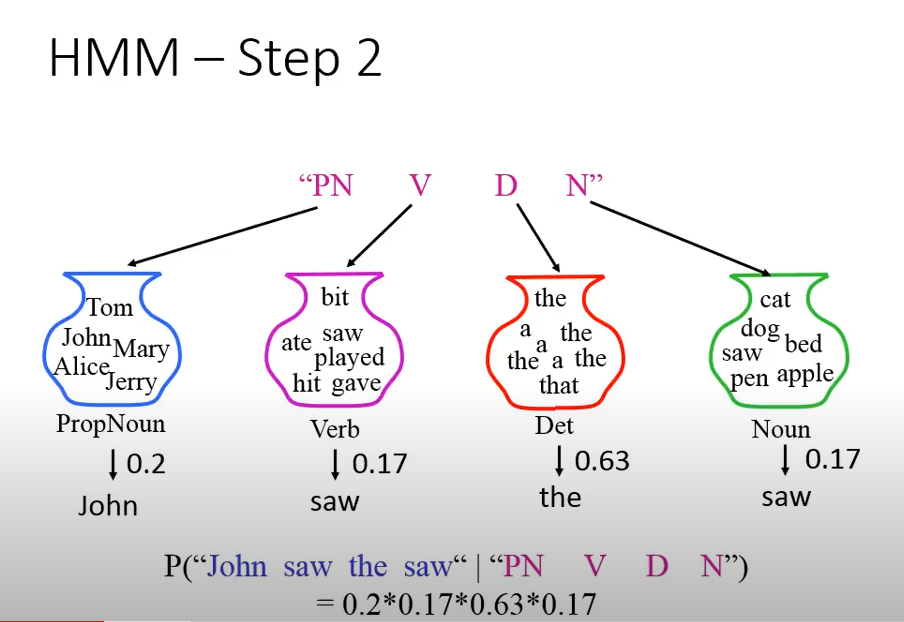 HMM – Step 2
“PN V D N”
Tom
John
Mary
Alice
Jerry
PropNoun
0.2
John
bit
ate saw
played
hit gave
Verb
0.17
saw
the
a the
a
the a the
that
Det
0.63
the
cat
dog
saw bed
pen apple
Noun
0.17
saw
P(“John saw the saw“ | “PN V D N”)
= 0.2*0.17*0.63*0.17